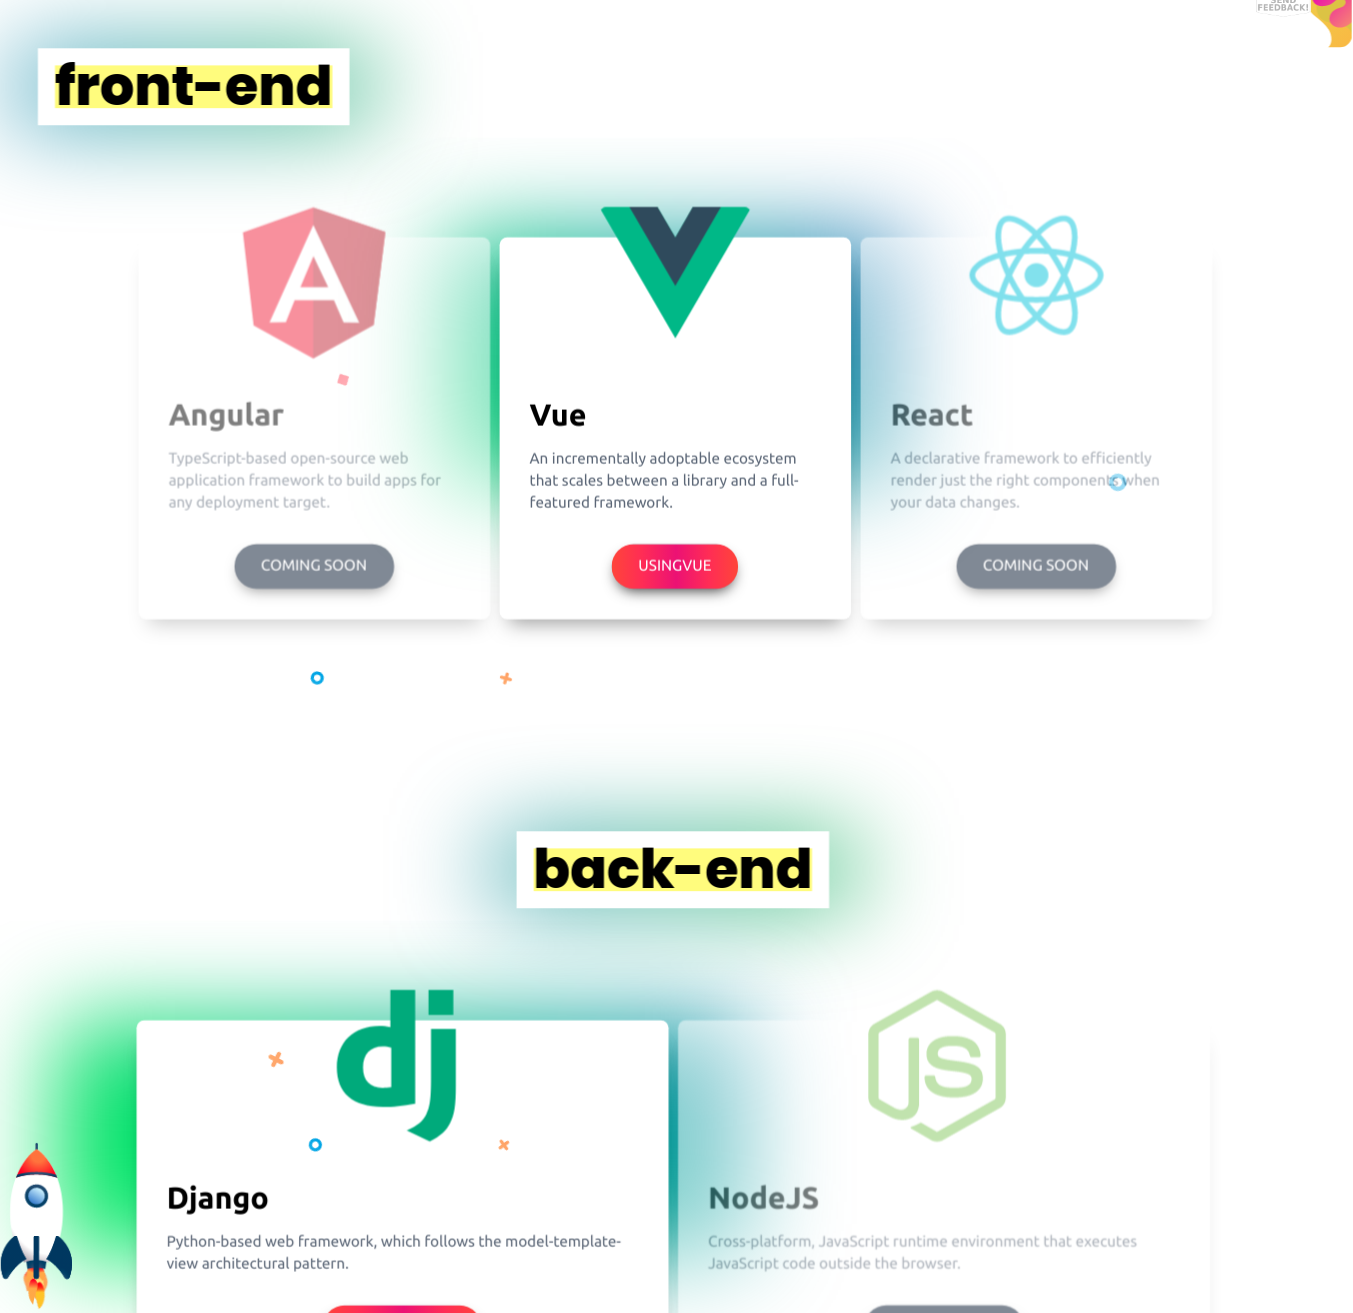 SEND
FEEDBACK!
front-end
Angular
TypeScript-based open-source web
application framework to build apps for
any deployment target.
COMING SOON
Vue
An incrementally adoptable ecosystem
that scales between a library and a full-
featured framework.
USINGVUE
React
A declarative framework to efficiently
render just the right components when
your data changes.
COMING SOON
back-end
dj
Django
Python-based web framework, which follows the model-template-
view architectural pattern.
JS
NodeJS
Cross-platform, JavaScript runtime environment that executes
JavaScript code outside the browser.